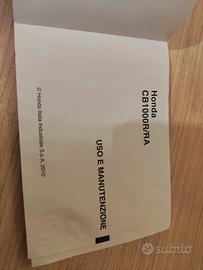 Honda
CB1000R/RA
USO E MANUTENZIONE
© Honda Italia Industriale S.p.A. 2010
subito